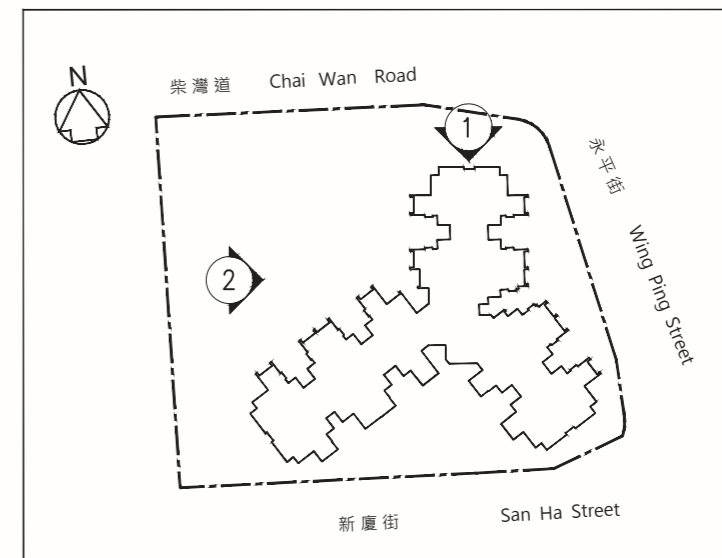 N
柴灣道 Chai Wan Road
1
永平街 Wing Ping Street
2
新廈街 San Ha Street